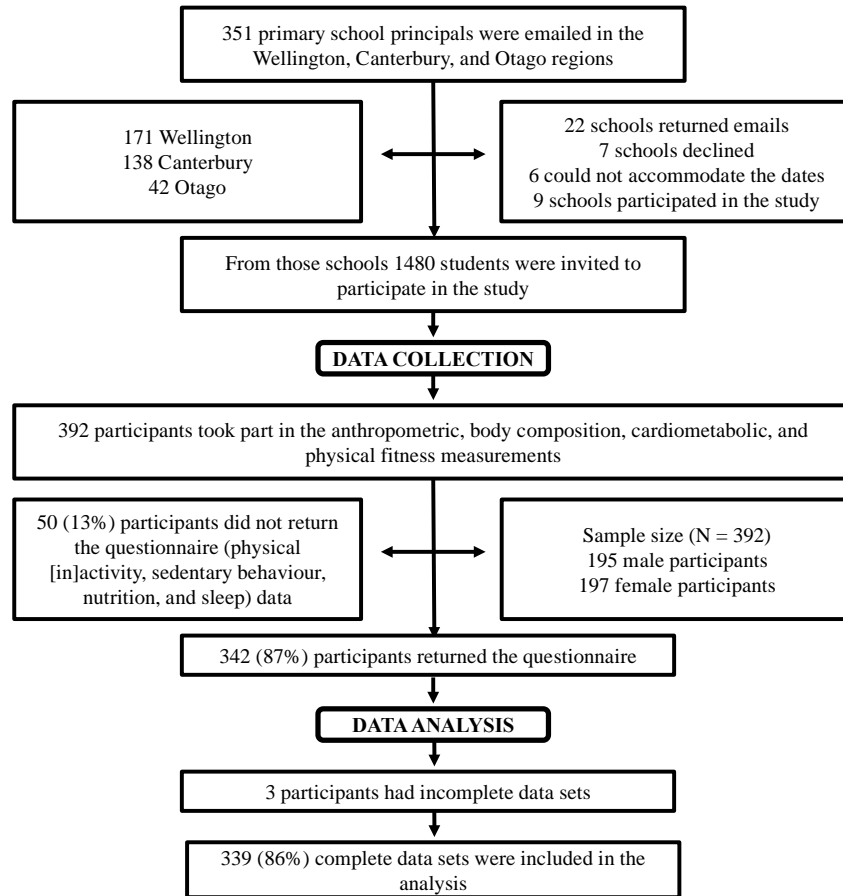 351 primary school principals were emailed in the
Wellington, Canterbury, and Otago regions
171 Wellington
138 Canterbury
42 Otago
22 schools returned emails
7 schools declined
6 could not accommodate the dates
9 schools participated in the study
From those schools 1480 students were invited to
participate in the study
DATA COLLECTION
392 participants took part in the anthropometric, body composition, cardiometabolic, and
physical fitness measurements
50 (13%) participants did not return
the questionnaire (physical
[in]activity, sedentary behaviour,
nutrition, and sleep) data
Sample size (N = 392)
195 male participants
197 female participants
342 (87%) participants returned the questionnaire
DATA ANALYSIS
3 participants had incomplete data sets
339 (86%) complete data sets were included in the
analysis